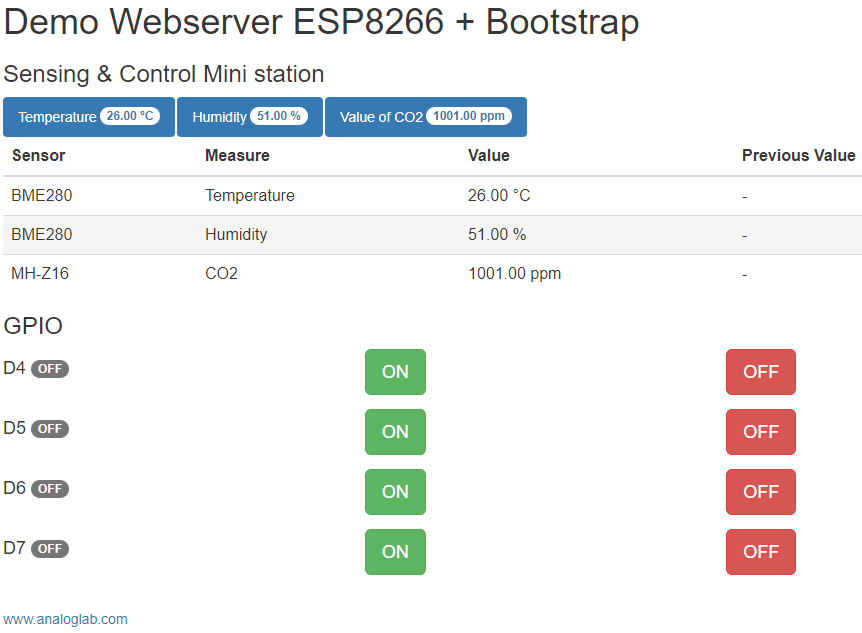 Demo Webserver ESP8266 + Bootstrap
Sensing & Control Mini station
Temperature 26.00 °C Humidity 51.00 % Value of CO2 1001.00 ppm
Sensor Measure Value Previous Value
BME280 Temperature 26.00 °C -
BME280 Humidity 51.00 % -
MH-Z16 CO2 1001.00 ppm -
GPIO
D4 OFF ON OFF
D5 OFF ON OFF
D6 OFF ON OFF
D7 OFF ON OFF
www.analoglab.com